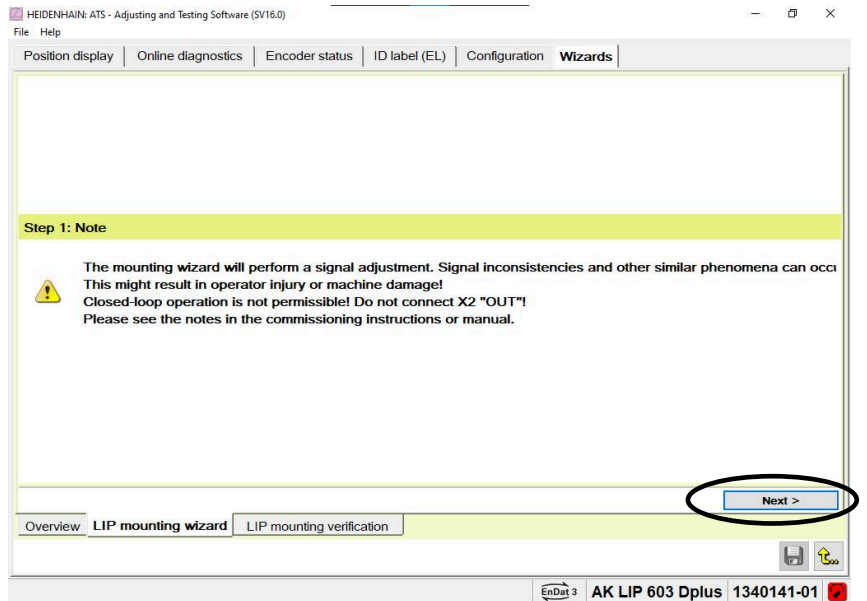 HEIDENHAIN: ATS - Adjusting and Testing Software (SV16.0)
File Help
Position display Online diagnostics Encoder status ID label (EL) Configuration Wizards
Step 1: Note
The mounting wizard will perform a signal adjustment. Signal inconsistencies and other similar phenomena can occu
This might result in operator injury or machine damage!
Closed-loop operation is not permissible! Do not connect X2 "OUT"!
Please see the notes in the commissioning instructions or manual.
Next >
Overview LIP mounting wizard LIP mounting verification
EnDat 3 AK LIP 603 Dplus 1340141-01